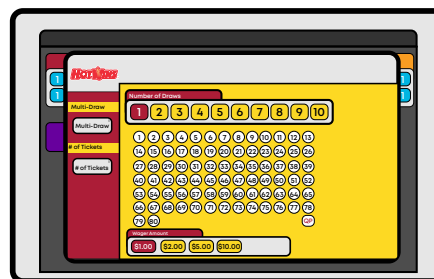 HotWins
Number of Draws
Multi-Draw
1 2 3 4 5 6 7 8 9 10
1
1
Multi-Draw
1
1
# of Tickets
# of Tickets
1 2 3 4 5 6 7 8 9 10 11 12 13
14 15 16 17 18 19 20 21 22 23 24 25 26
27 28 29 30 31 32 33 34 35 36 37 38 39
40 41 42 43 44 45 46 47 48 49 50 51 52
53 54 55 56 57 58 59 60 61 62 63 64 65
66 67 68 69 70 71 72 73 74 75 76 77 78
79 80 QP
Wager Amount
$1.00 $2.00 $5.00 $10.00